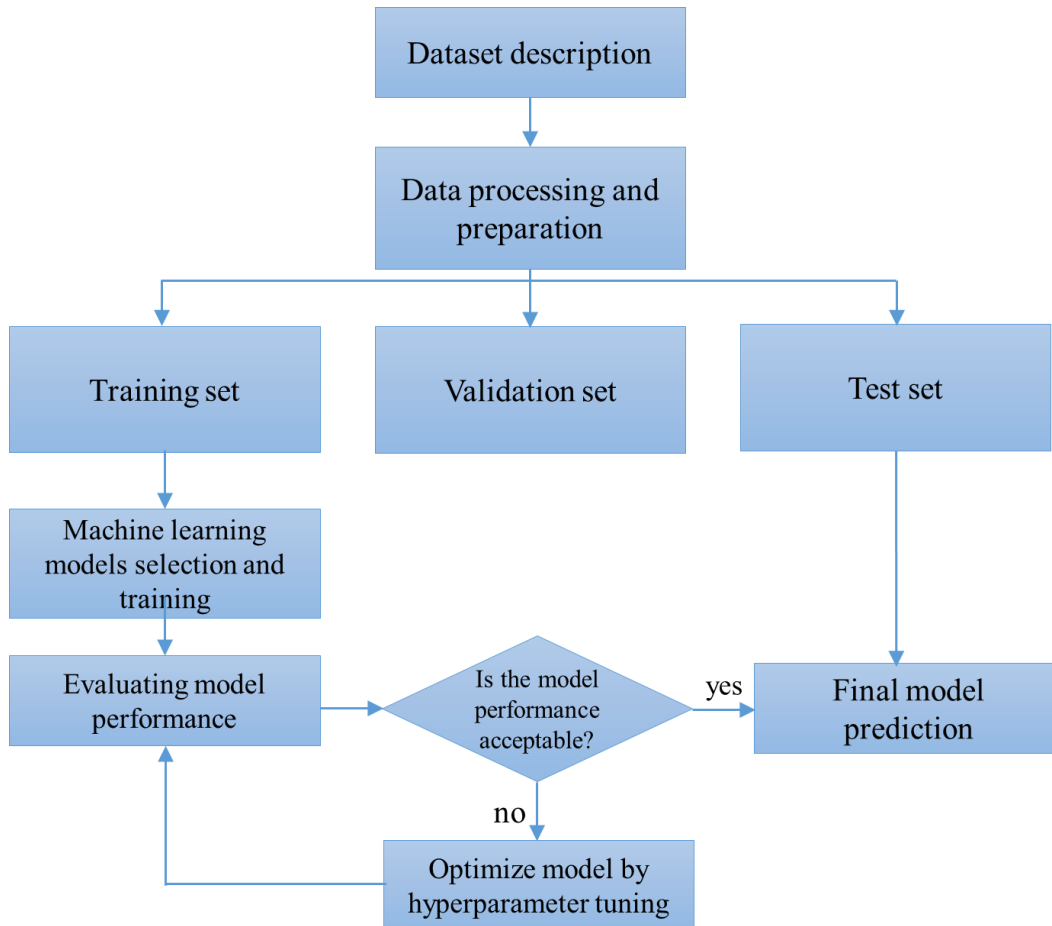 Dataset description
Data processing and
preparation
Training set
Validation set
Test set
Machine learning
models selection and
training
Evaluating model
performance
Is the model
performance
acceptable?
yes
Final model
prediction
no
Optimize model by
hyperparameter tuning